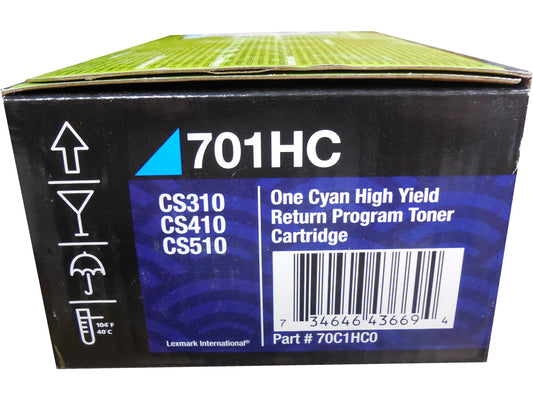 701HC
CS310
CS410
CS510
One Cyan High Yield
Return Program Toner
Cartridge
7 34646 43669 4
Part # 70C1HC0
104°F
40°C
Lexmark International®